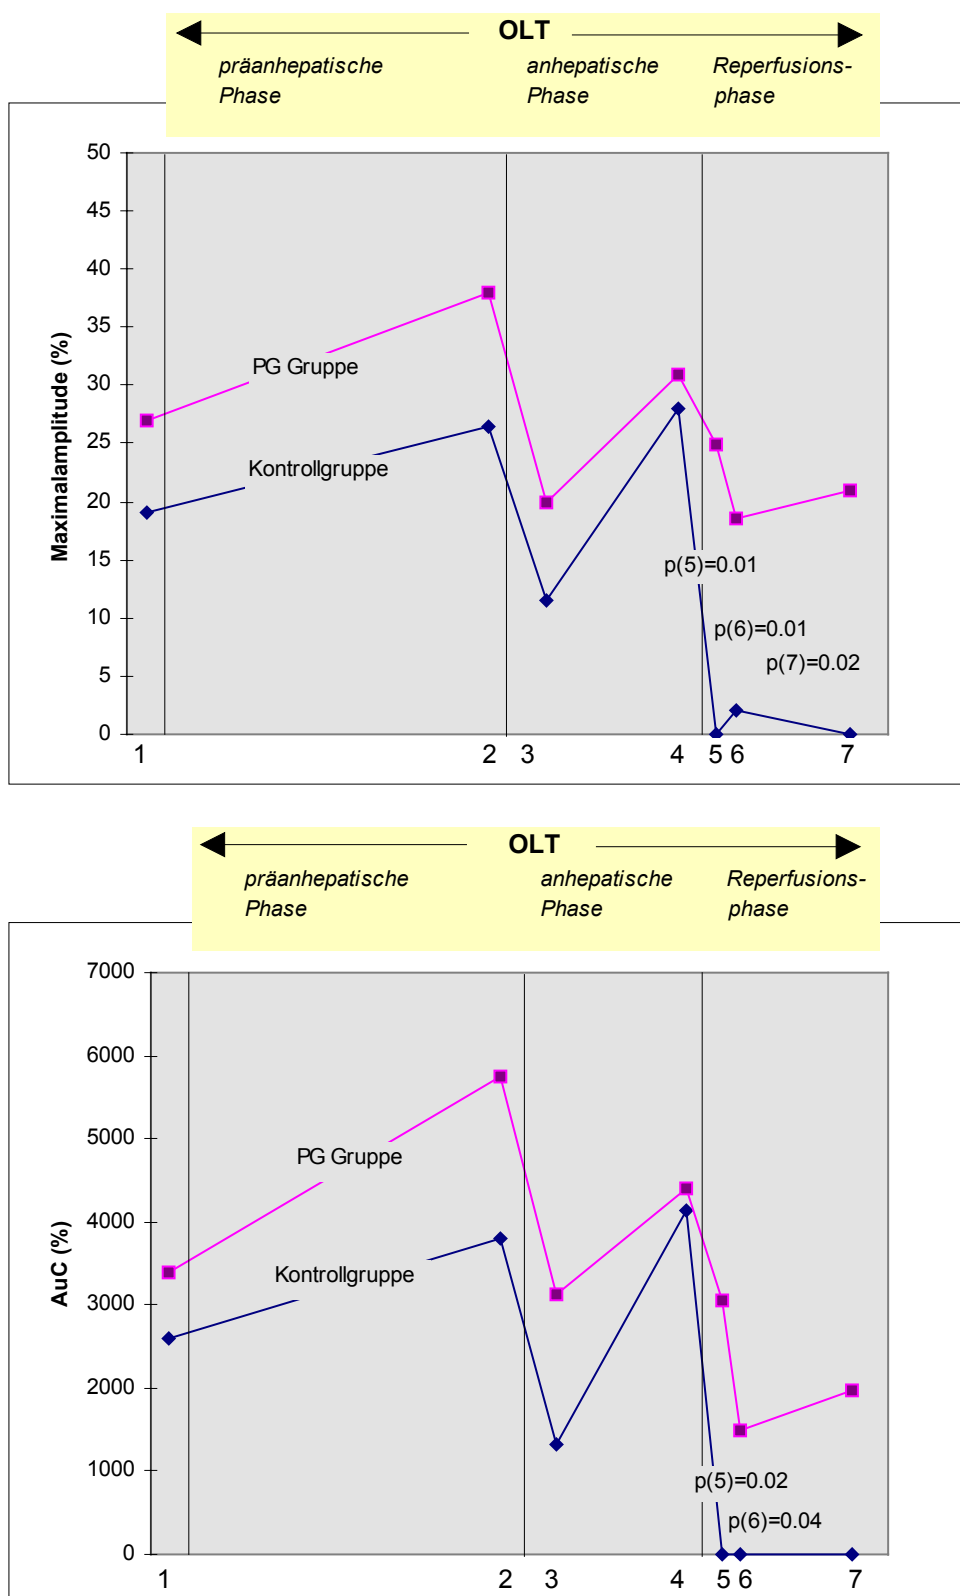 OLT
präanhepatische anhepatische Reperfusions-
Phase Phase phase
50
45
40
35
30
25
20
15
10
5
0
Maximalamplitude (%)
PG Gruppe
Kontrollgruppe
p(5)=0.01
p(6)=0.01
p(7)=0.02
1 2 3 4 5 6 7
OLT
präanhepatische anhepatische Reperfusions-
Phase Phase phase
7000
6000
5000
4000
3000
2000
1000
0
AuC (%)
PG Gruppe
Kontrollgruppe
p(5)=0.02
p(6)=0.04
1 2 3 4 5 6 7